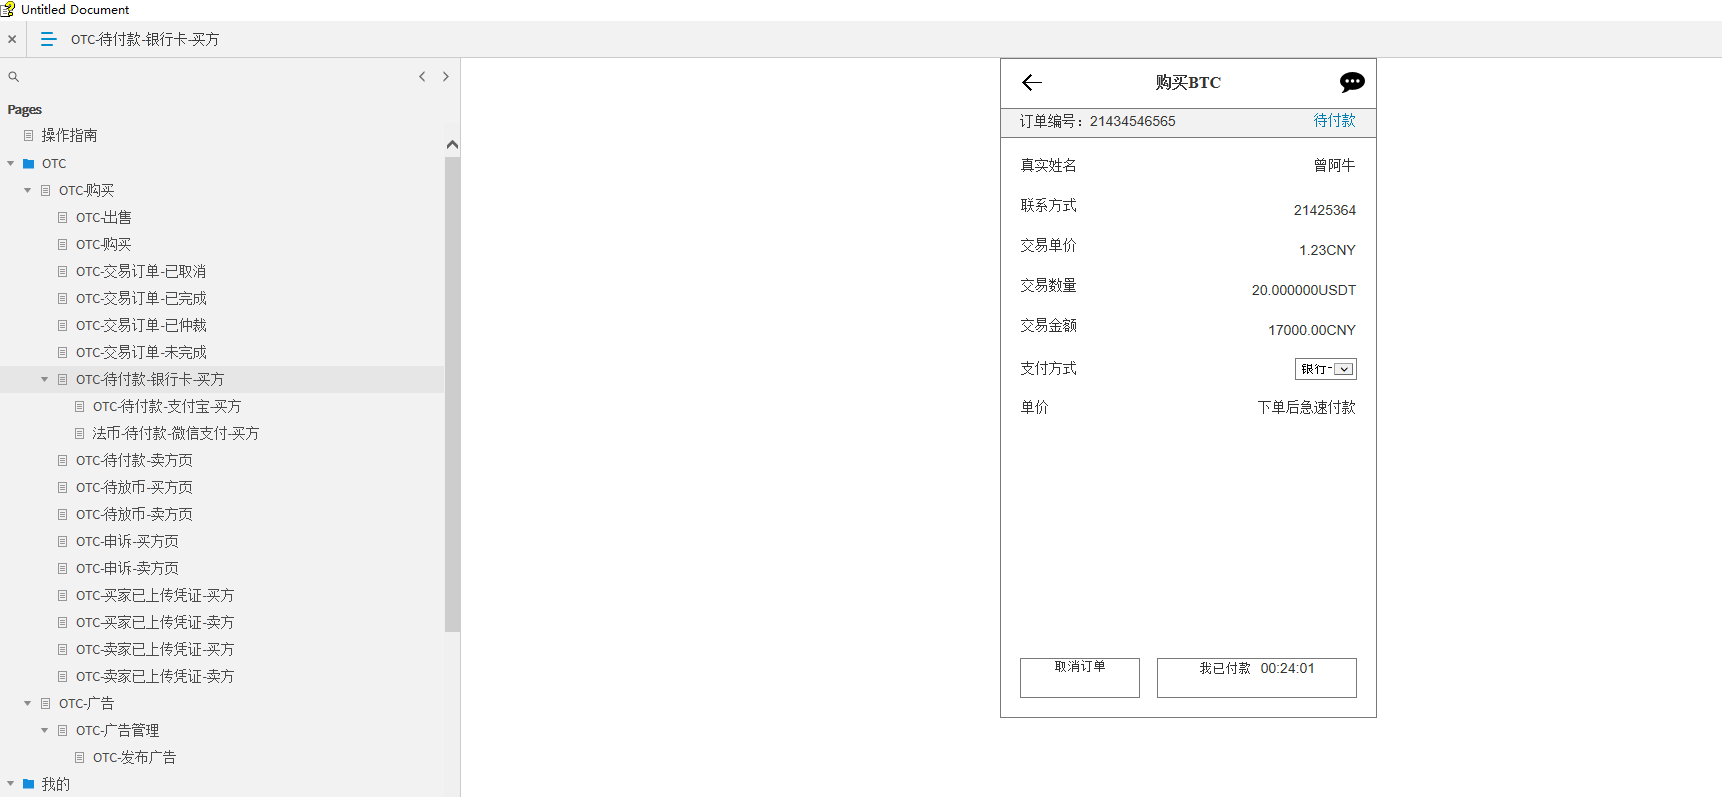 Untitled Document
OTC-待付款-银行卡-买方
Pages
操作指南
OTC
OTC-购买
OTC-出售
OTC-购买
OTC-交易订单-已取消
OTC-交易订单-已完成
OTC-交易订单-已仲裁
OTC-交易订单-未完成
OTC-待付款-银行卡-买方
OTC-待付款-支付宝-买方
法币-待付款-微信支付-买方
OTC-待付款-卖方页
OTC-待放币-买方页
OTC-待放币-卖方页
OTC-申诉-买方页
OTC-申诉-卖方页
OTC-买家已上传凭证-买方
OTC-买家已上传凭证-卖方
OTC-卖家已上传凭证-买方
OTC-卖家已上传凭证-卖方
OTC-广告
OTC-广告管理
OTC-发布广告
我的
购买BTC
订单编号：21434546565 待付款
真实姓名 曾阿牛
联系方式 21425364
交易单价 1.23CNY
交易数量 20.000000USDT
交易金额 17000.00CNY
支付方式 银行
单价 下单后急速付款
取消订单 我已付款 00:24:01